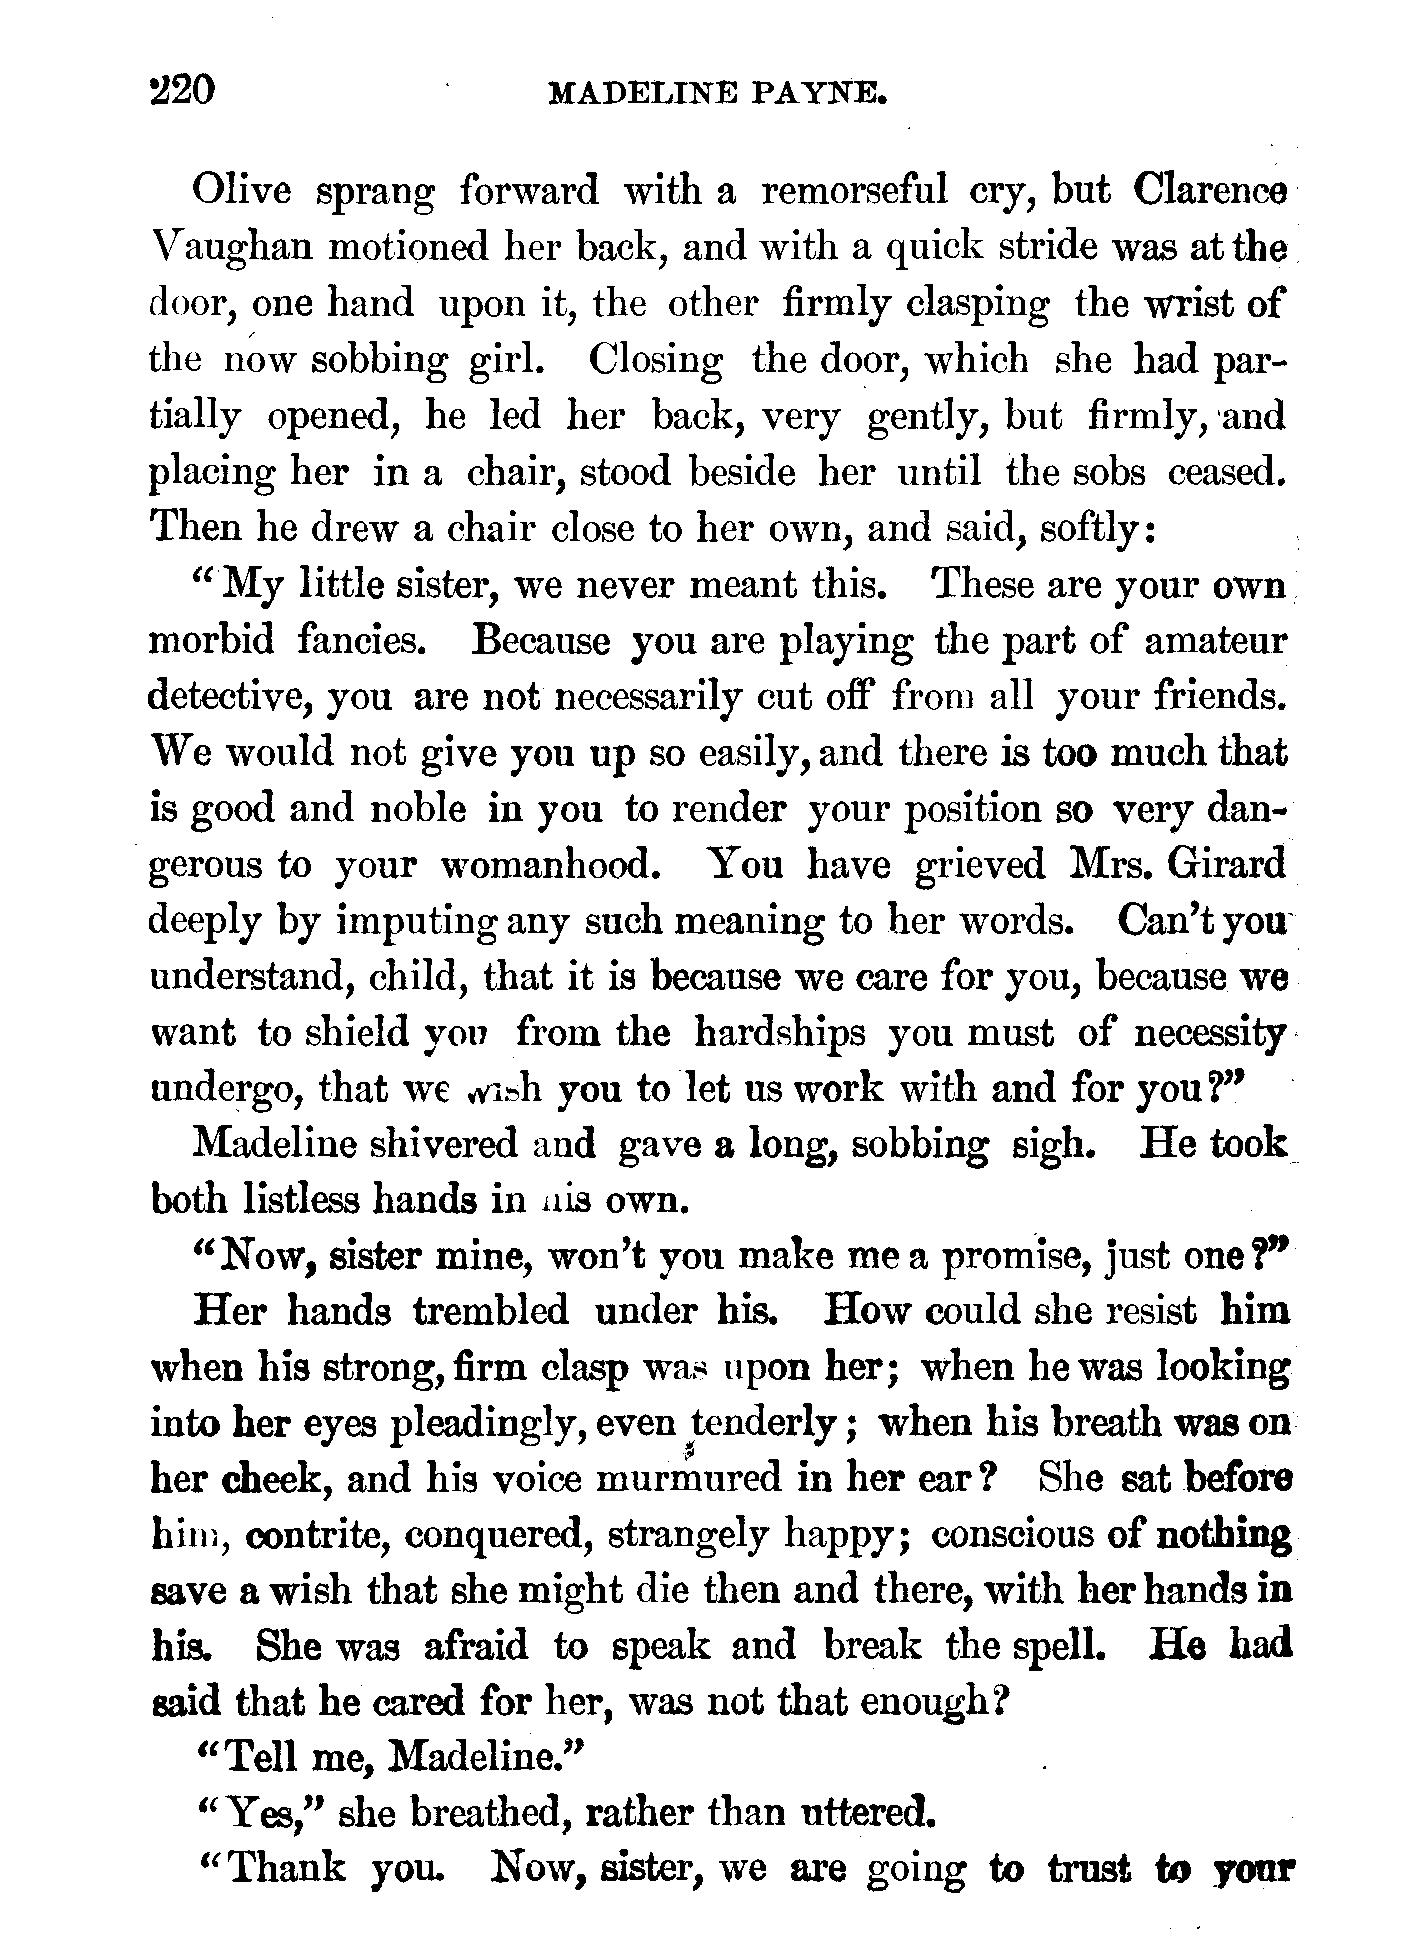 220 MADELINE PAYNE.
Olive sprang forward with a remorseful cry, but Clarence
Vaughan motioned her back, and with a quick stride was at the
door, one hand upon it, the other firmly clasping the wrist of
the now sobbing girl. Closing the door, which she had par-
tially opened, he led her back, very gently, but firmly, and
placing her in a chair, stood beside her until the sobs ceased.
Then he drew a chair close to her own, and said, softly:
"My little sister, we never meant this. These are your own
morbid fancies. Because you are playing the part of amateur
detective, you are not necessarily cut off from all your friends.
We would not give you up so easily, and there is too much that
is good and noble in you to render your position so very dan-
gerous to your womanhood. You have grieved Mrs. Girard
deeply by imputing any such meaning to her words. Can't you
understand, child, that it is because we care for you, because we
want to shield you from the hardships you must of necessity
undergo, that we wish you to let us work with and for you?"
Madeline shivered and gave a long, sobbing sigh. He took
both listless hands in his own.
"Now, sister mine, won't you make me a promise, just one?"
Her hands trembled under his. How could she resist him
when his strong, firm clasp was upon her; when he was looking
into her eyes pleadingly, even tenderly; when his breath was on
her cheek, and his voice murmured in her ear? She sat before
him, contrite, conquered, strangely happy; conscious of nothing
save a wish that she might die then and there, with her hands in
his. She was afraid to speak and break the spell. He had
said that he cared for her, was not that enough?
"Tell me, Madeline."
"Yes," she breathed, rather than uttered.
"Thank you. Now, sister, we are going to trust to your